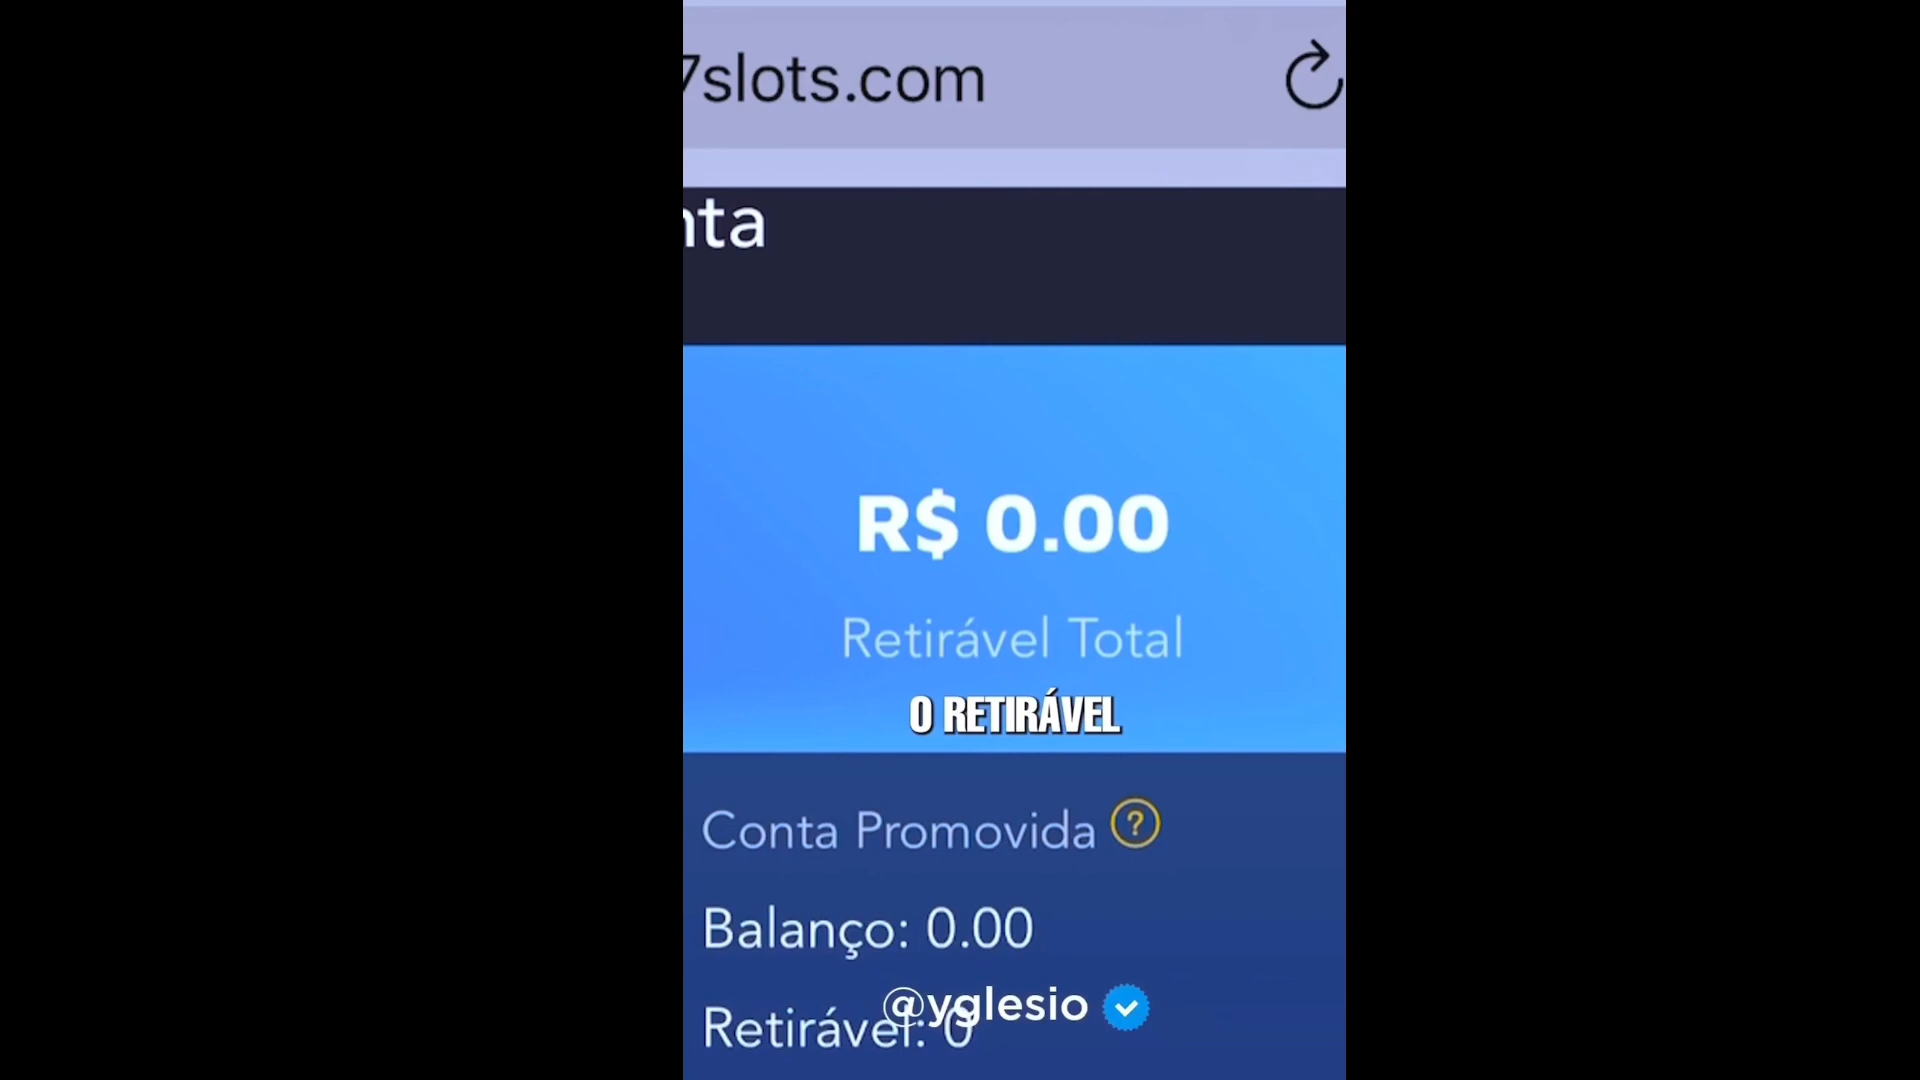 7slots.com
nta
R$ 0.00
Retirável Total
O RETIRÁVEL
Conta Promovida ?
Balanço: 0.00
@yglesio
Retirável: 0